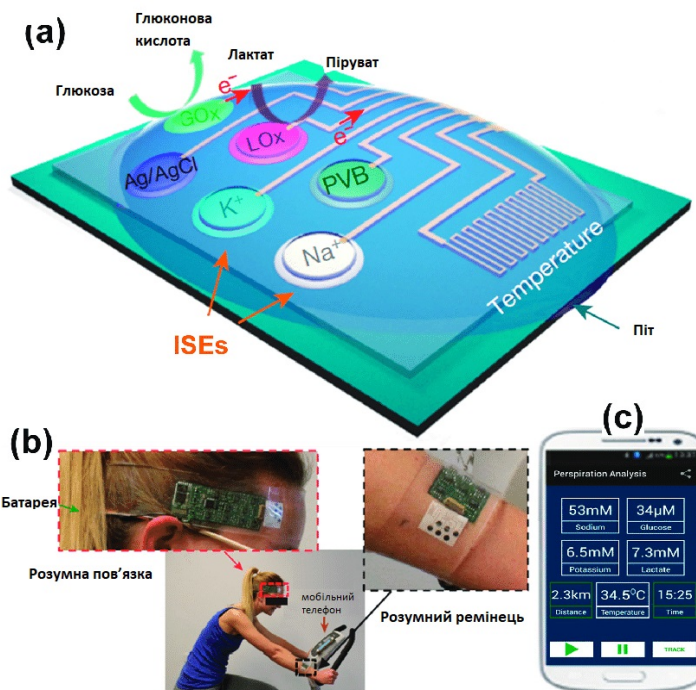 (a)
Глюконова
кислота
Лактат
Піруват
Глюкоза
e⁻
GOx
LOx
e⁻
Ag/AgCl
PVB
K⁺
Na⁺
Temperature
ISEs
Піт
(b)
(c)
Батарея
Розумна пов’язка
мобільний
телефон
Розумний ремінець
Perspiration Analysis
53mM
Sodium
34µM
Glucose
6.5mM
Potassium
7.3mM
Lactate
2.3km
Distance
34.5⁰C
Temperature
15:25
Time
TRACK